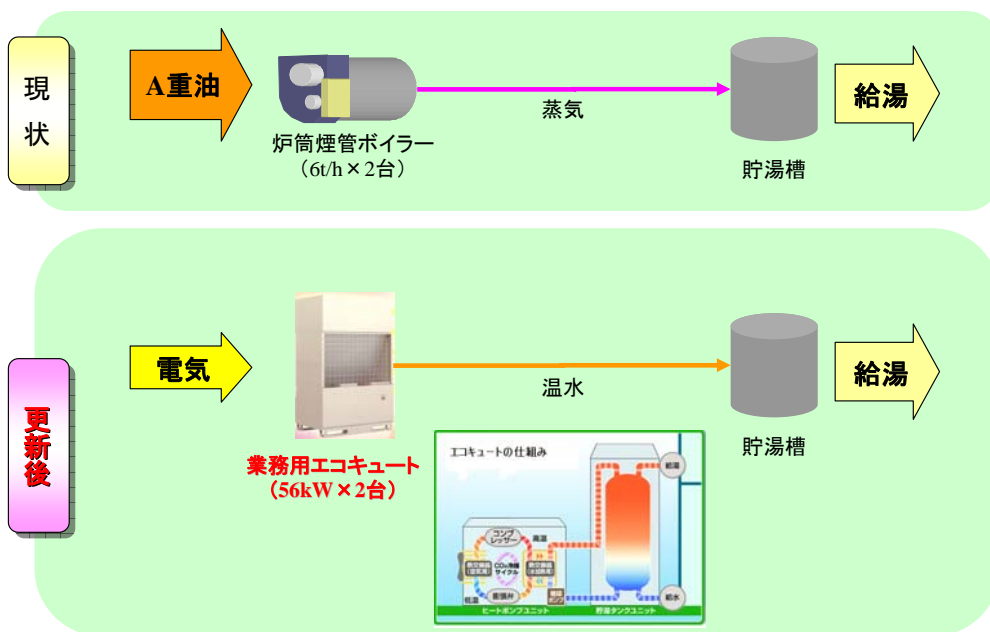 現
状
A重油
炉筒煙管ボイラー
（6t/h×2台）
蒸気
貯湯槽
給湯
更
新
後
電気
業務用エコキュート
（56kW×2台）
温水
貯湯槽
給湯
エコキュートの仕組み
給湯
コンプ
レッサー
高温
CO₂冷媒
サイクル
低温
膨張弁
給水
ヒートポンプユニット
貯湯タンクユニット